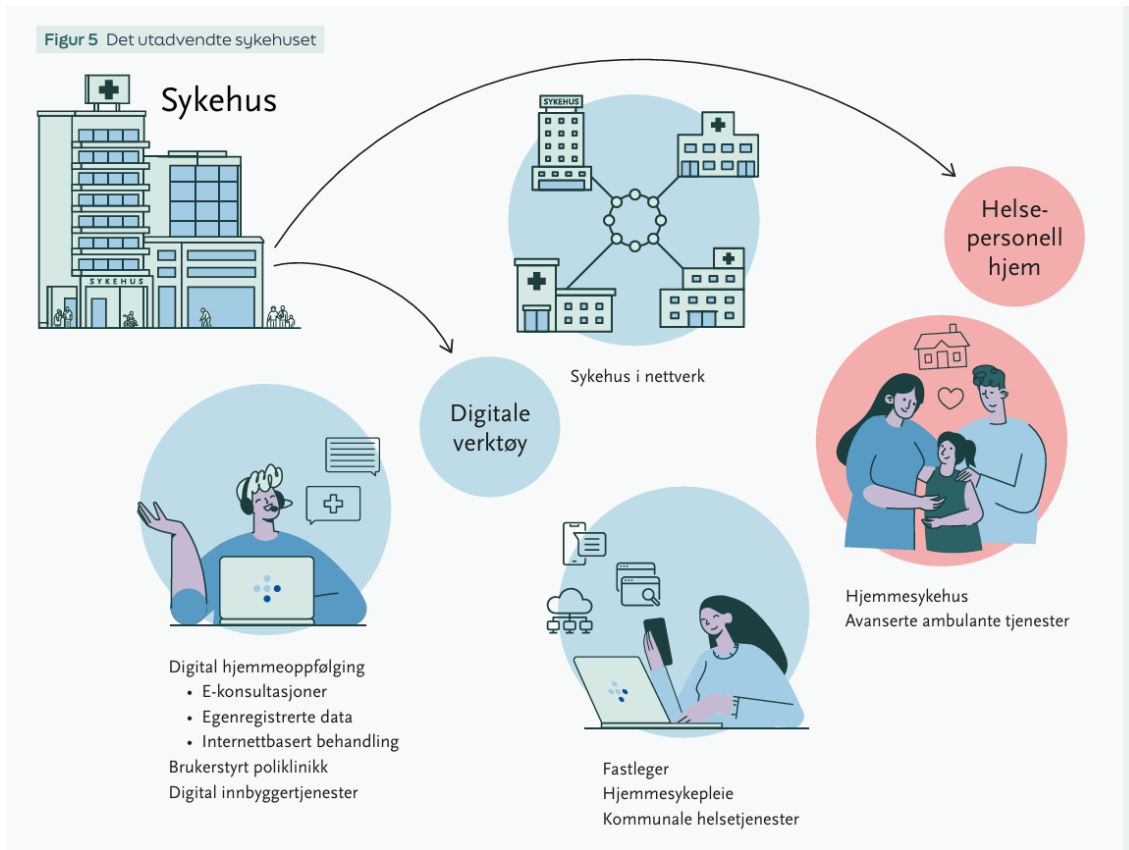 Figur 5 Det utadvendte sykehuset
Sykehus
SYKEHUS
SYKEHUS
Helse-
personell
hjem
Sykehus i nettverk
Digitale
verktøy
Hjemmesykehus
Avanserte ambulante tjenester
Digital hjemmeoppfølging
• E-konsultasjoner
• Egenregistrerte data
• Internettbasert behandling
Brukerstyrt poliklinikk
Digital innbyggertjenester
Fastleger
Hjemmesykepleie
Kommunale helsetjenester